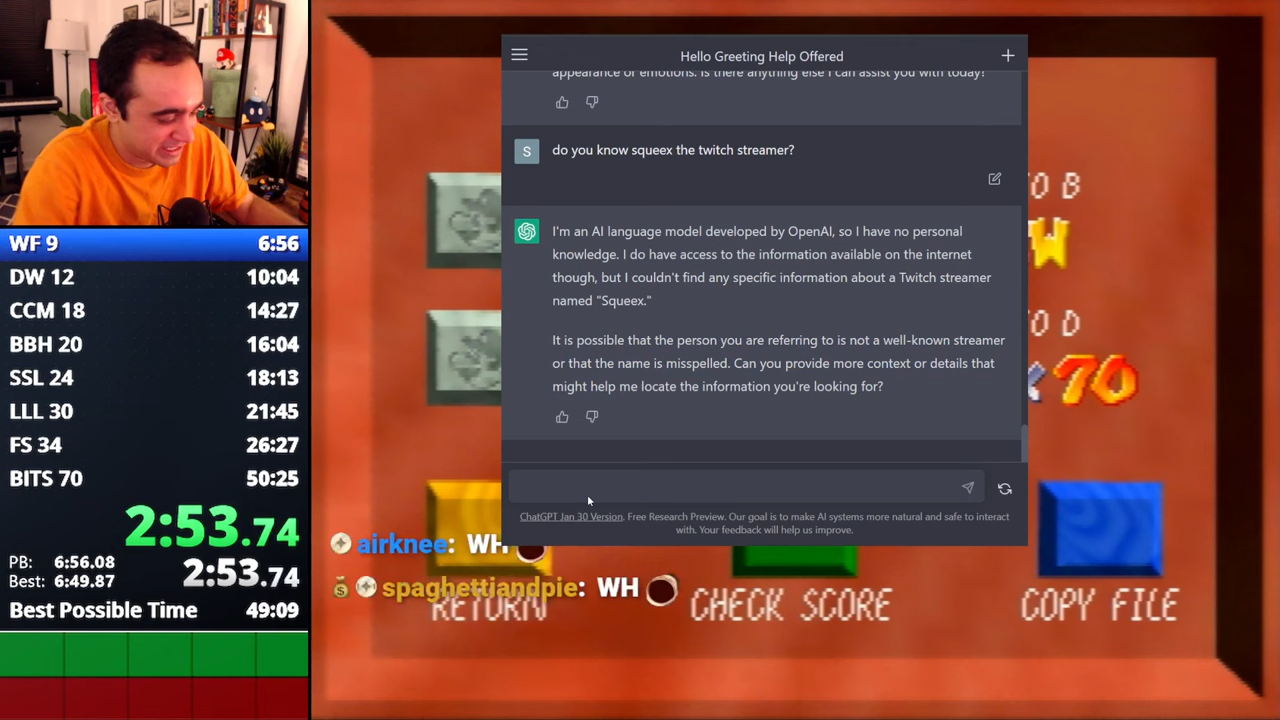 WF 9 6:56
DW 12 10:04
CCM 18 14:27
BBH 20 16:04
SSL 24 18:13
LLL 30 21:45
FS 34 26:27
BITS 70 50:25
2:53.74
PB: 6:56.08
Best: 6:49.87
2:53.74
Best Possible Time 49:09
Hello Greeting Help Offered
appearance of emotions. Is there anything else I can assist you with today?
S
do you know squeex the twitch streamer?
I'm an AI language model developed by OpenAI, so I have no personal
knowledge. I do have access to the information available on the internet
though, but I couldn't find any specific information about a Twitch streamer
named "Squeex."
It is possible that the person you are referring to is not a well-known streamer
or that the name is misspelled. Can you provide more context or details that
might help me locate the information you're looking for?
ChatGPT Jan 30 Version. Free Research Preview. Our goal is to make AI systems more natural and safe to interact
with. Your feedback will help us improve.
O B
O D
70
airknee: WH
spaghettiandpie: WH
RETURN
CHECK SCORE
COPY FILE